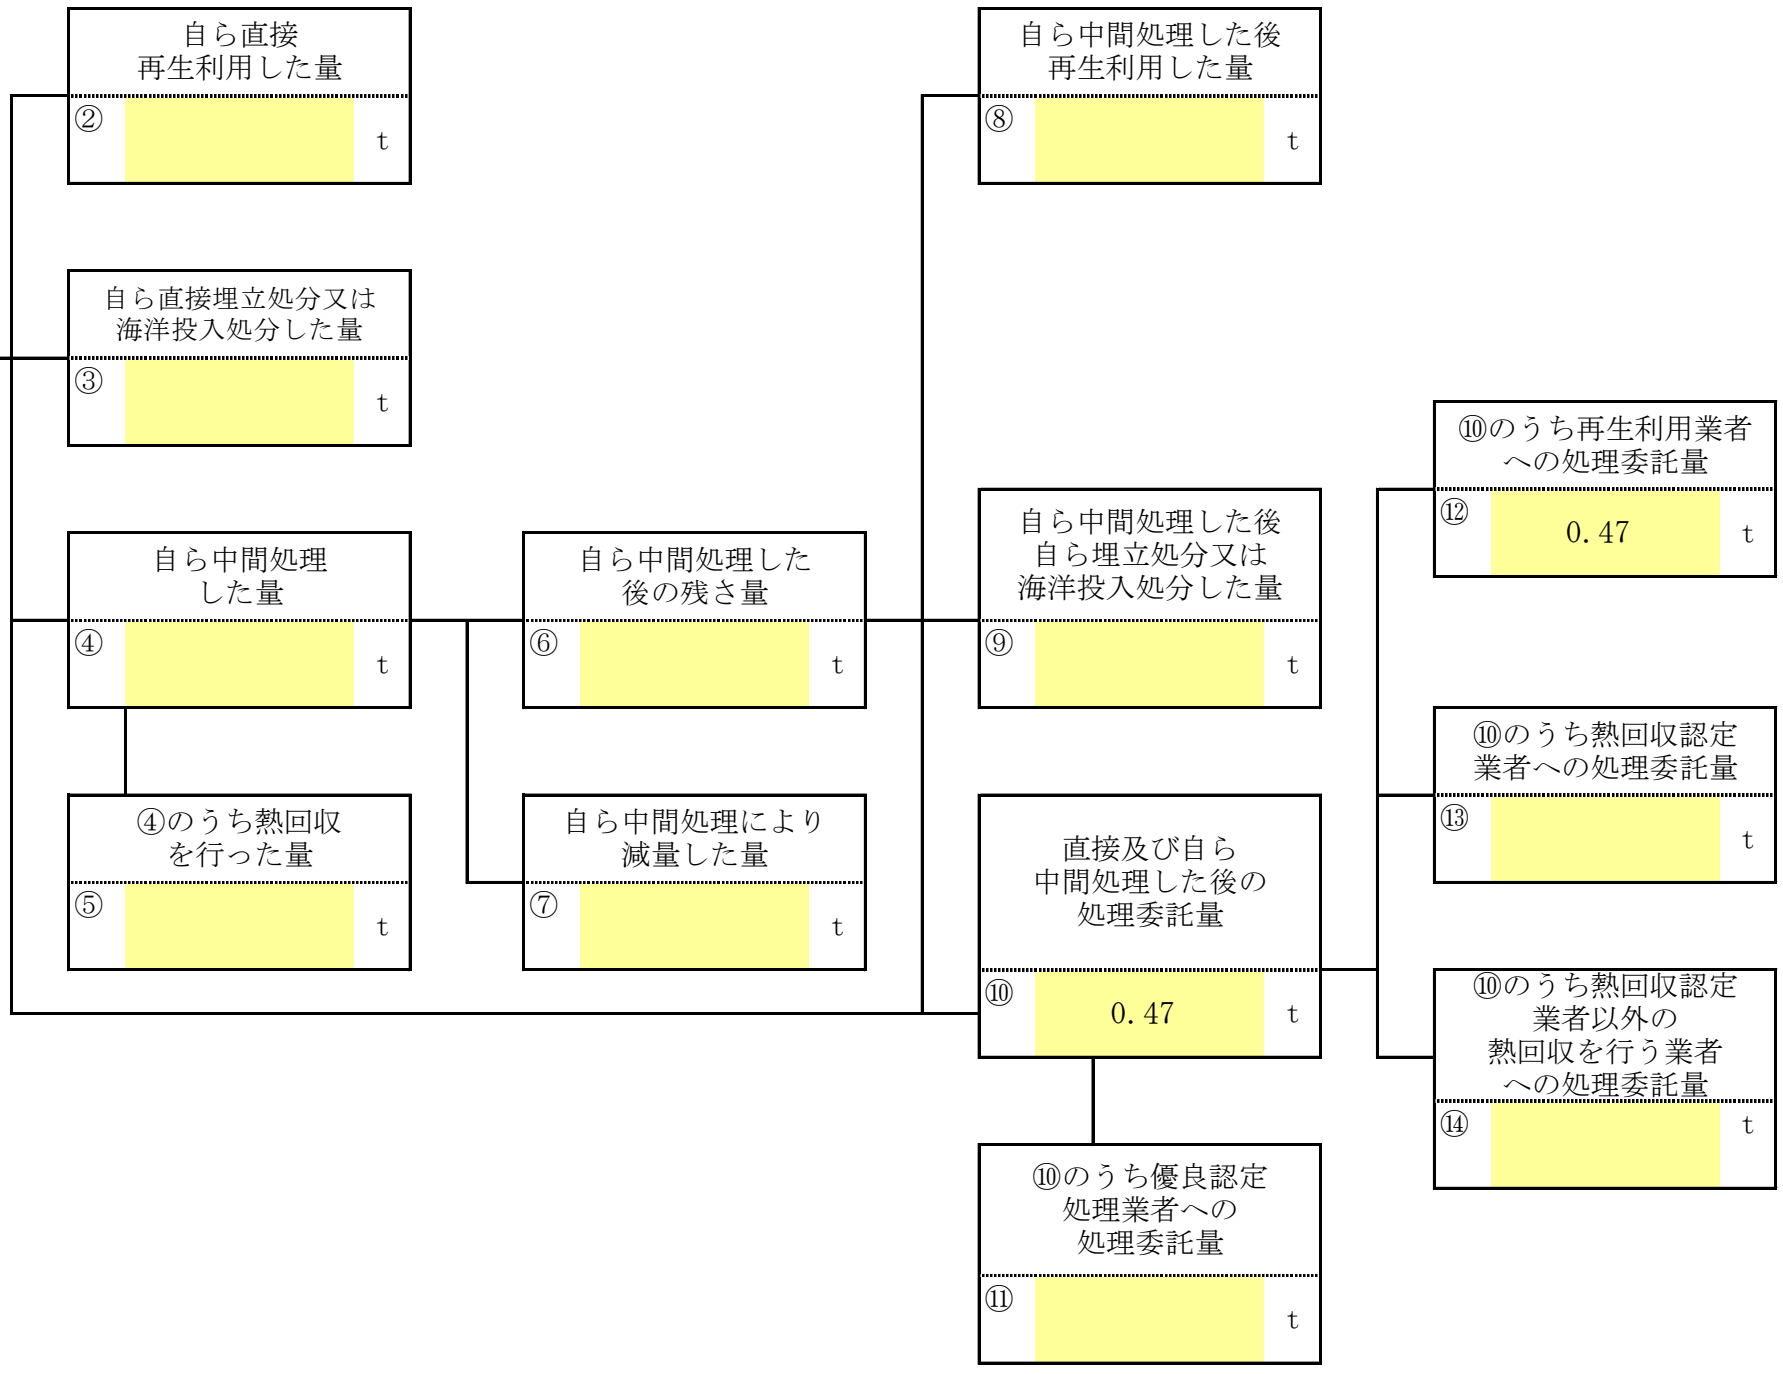 自ら直接
再生利用した量
②
t
自ら中間処理した後
再生利用した量
⑧
t
自ら直接埋立処分又は
海洋投入処分した量
③
t
⑩のうち再生利用業者
への処理委託量
⑫
0.47
t
自ら中間処理
した量
④
t
自ら中間処理した
後の残さ量
⑥
t
自ら中間処理した後
自ら埋立処分又は
海洋投入処分した量
⑨
t
⑩のうち熱回収認定
業者への処理委託量
⑬
t
④のうち熱回収
を行った量
⑤
t
自ら中間処理により
減量した量
⑦
t
直接及び自ら
中間処理した後の
処理委託量
⑩
0.47
t
⑩のうち熱回収認定
業者以外の
熱回収を行う業者
への処理委託量
⑭
t
⑩のうち優良認定
処理業者への
処理委託量
⑪
t